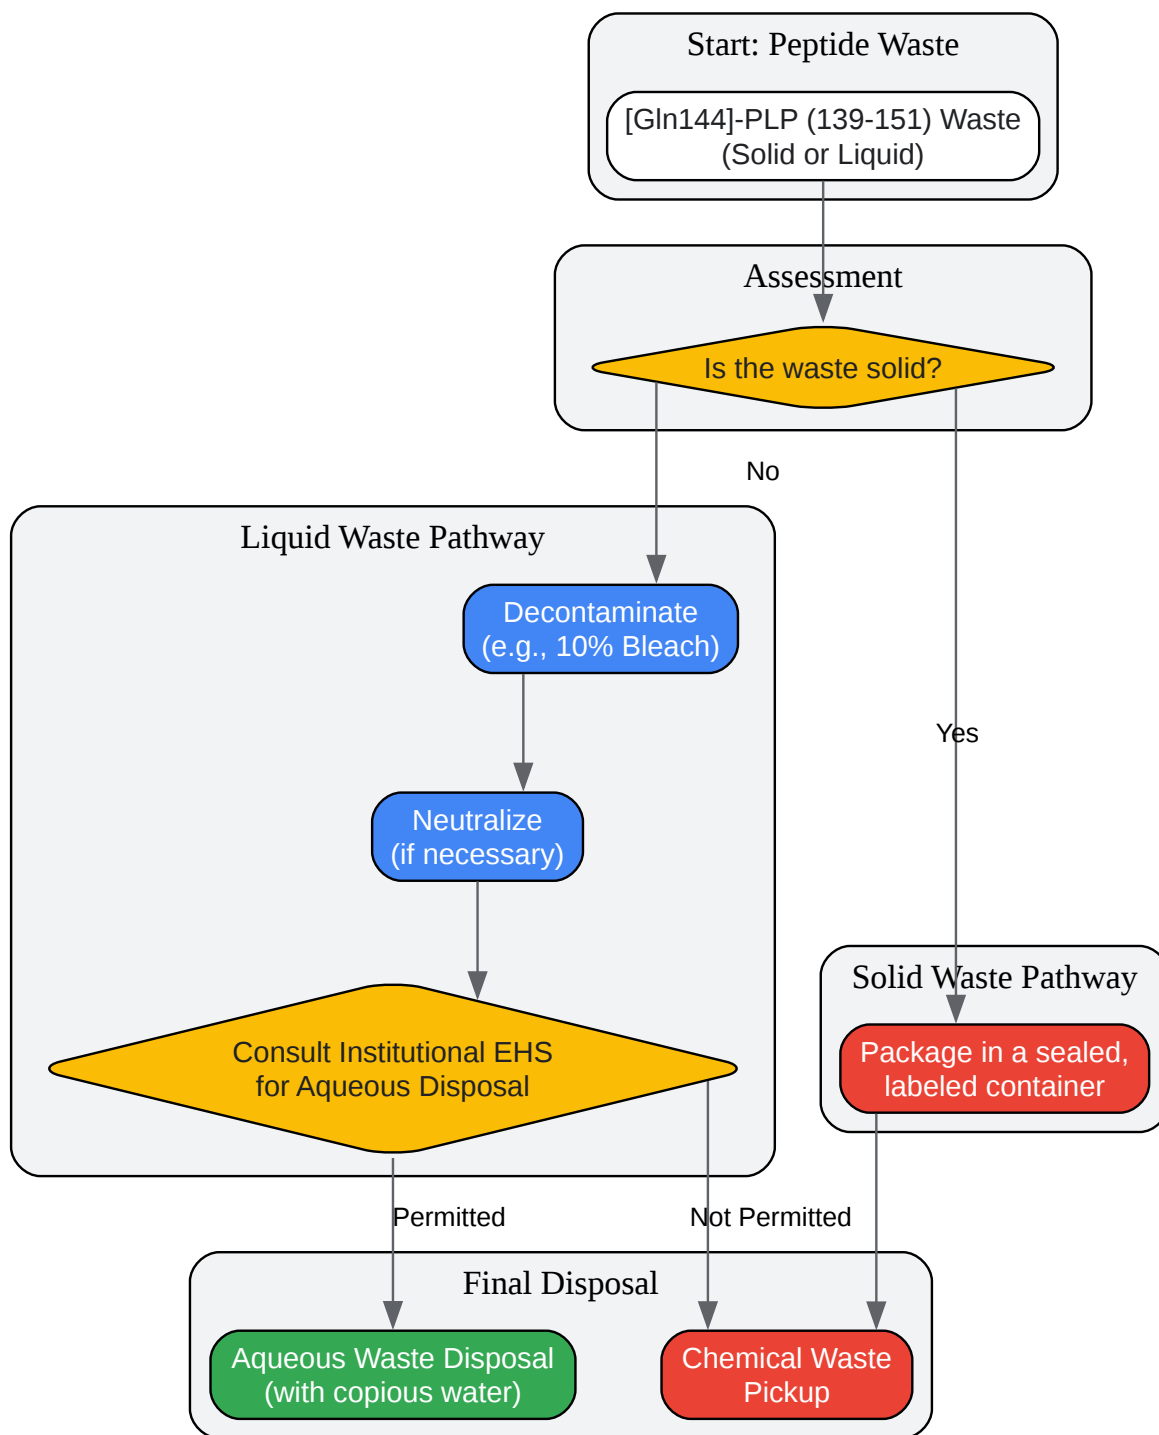 Start: Peptide Waste
[Gln144]-PLP (139-151) Waste
(Solid or Liquid)
Assessment
Is the waste solid?
No
Liquid Waste Pathway
Decontaminate
(e.g., 10% Bleach)
Yes
Neutralize
(if necessary)
Solid Waste Pathway
Consult Institutional EHS
for Aqueous Disposal
Package in a sealed,
labeled container
Permitted
Not Permitted
Final Disposal
Aqueous Waste Disposal
(with copious water)
Chemical Waste
Pickup